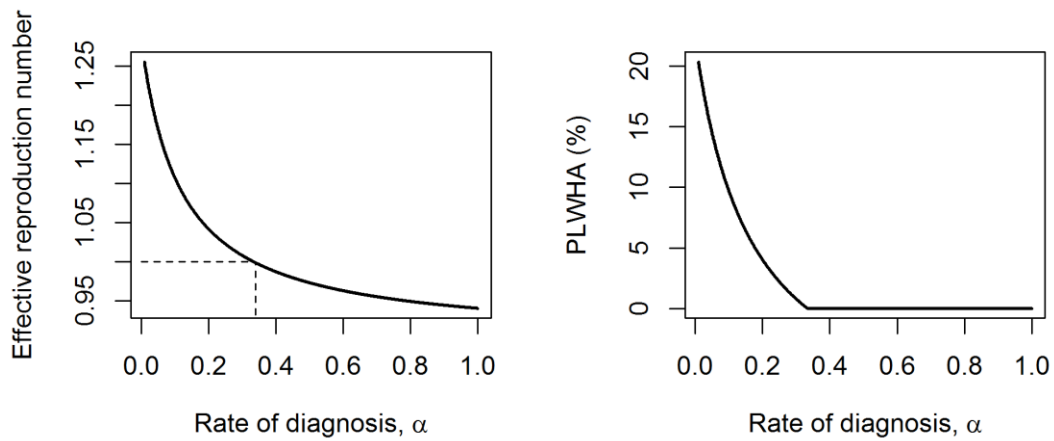 Effective reproduction number
1.25
1.15
1.05
0.95
0.0 0.2 0.4 0.6 0.8 1.0
Rate of diagnosis, α
PLWHA (%)
20
15
10
5
0
0.0 0.2 0.4 0.6 0.8 1.0
Rate of diagnosis, α